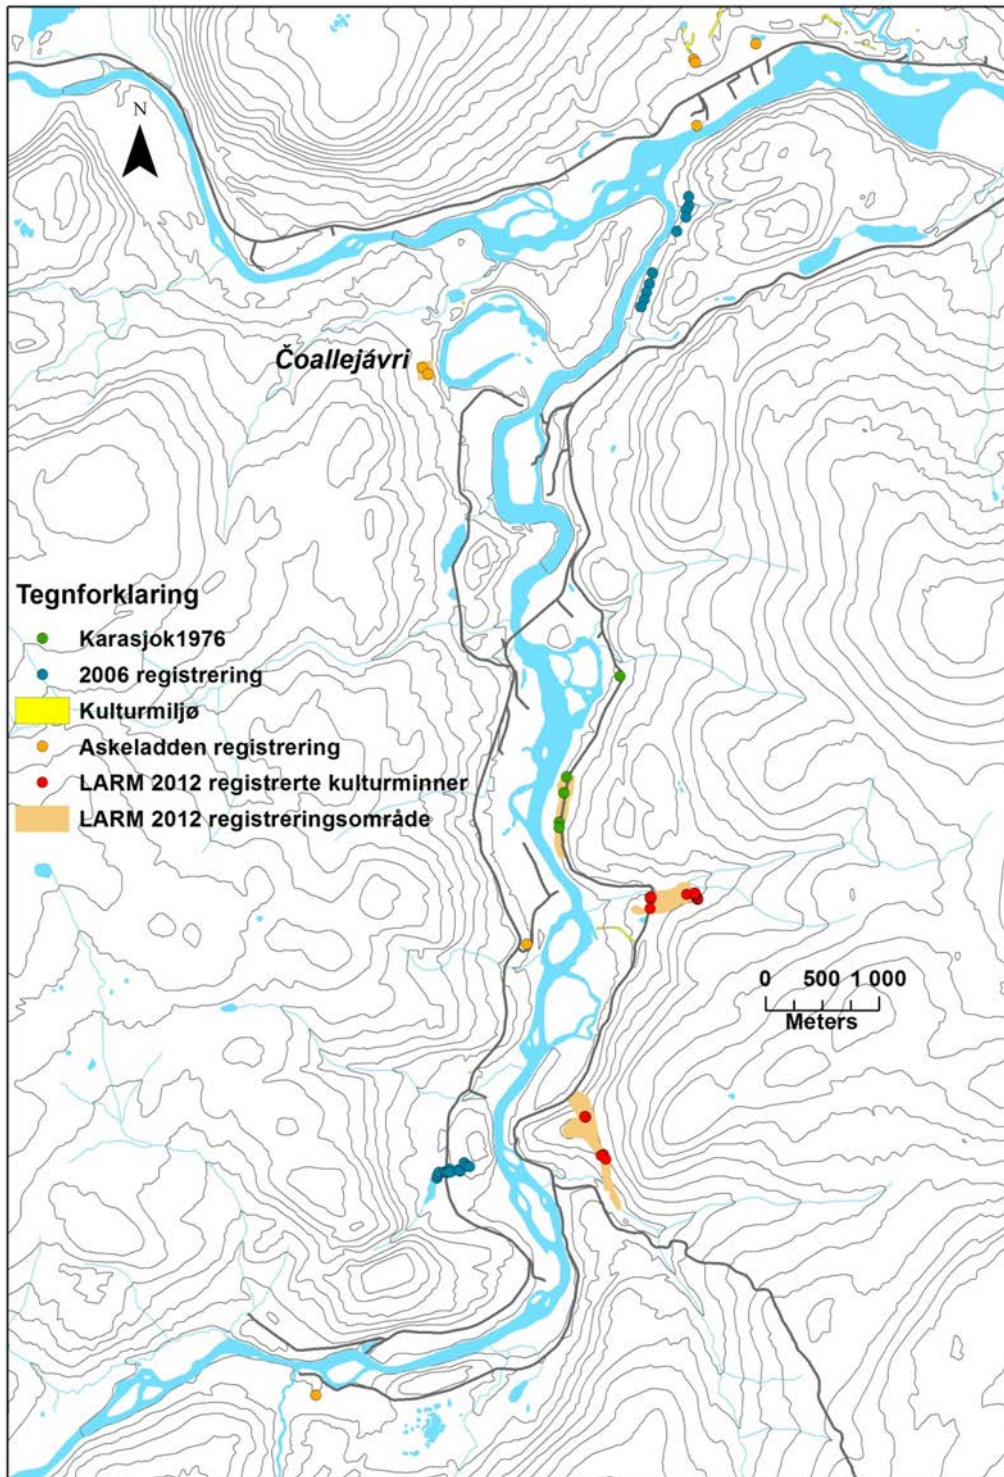 N
Čoallejávri
Tegnforklaring
Karasjok1976
2006 registrering
Kulturmiljø
Askeladden registrering
LARM 2012 registrerte kulturminner
LARM 2012 registreringsområde
0 500 1 000
Meters